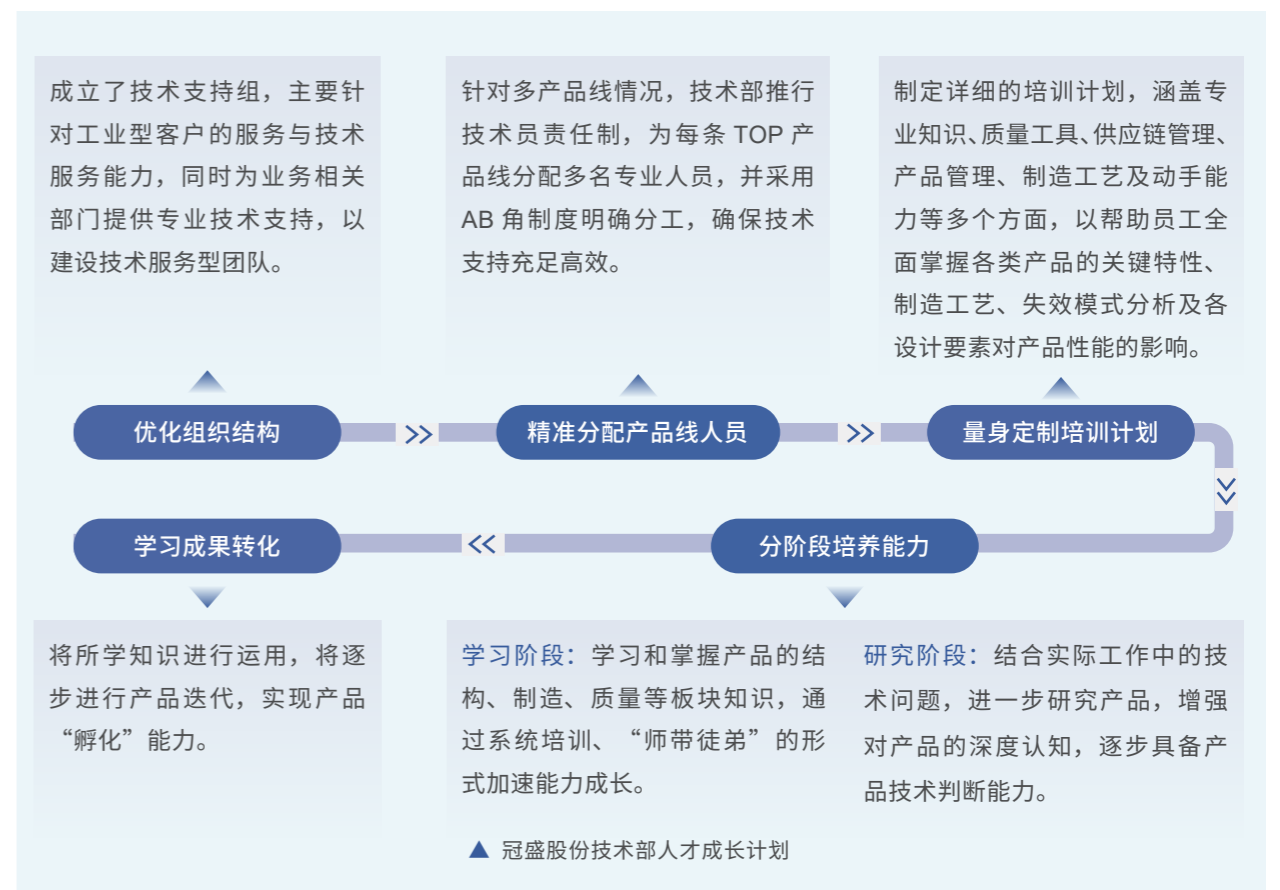 成立了技术支持组，主要针
对工业型客户的服务与技术
服务能力，同时为业务相关
部门提供专业技术支持，以
建设技术服务型团队。
针对多产品线情况，技术部推行
技术员责任制，为每条 TOP 产
品线分配多名专业人员，并采用
AB 角制度明确分工，确保技术
支持充足高效。
制定详细的培训计划，涵盖专
业知识、质量工具、供应链管理、
产品管理、制造工艺及动手能
力等多个方面，以帮助员工全
面掌握各类产品的关键特性、
制造工艺、失效模式分析及各
设计要素对产品性能的影响。
优化组织结构
精准分配产品线人员
量身定制培训计划
分阶段培养能力
学习成果转化
学习阶段：学习和掌握产品的结
构、制造、质量等板块知识，通
过系统培训、“师带徒弟”的形
式加速能力成长。
研究阶段：结合实际工作中的技
术问题，进一步研究产品，增强
对产品的深度认知，逐步具备产
品技术判断能力。
将所学知识进行运用，将逐
步进行产品迭代，实现产品
“孵化”能力。
▲ 冠盛股份技术部人才成长计划